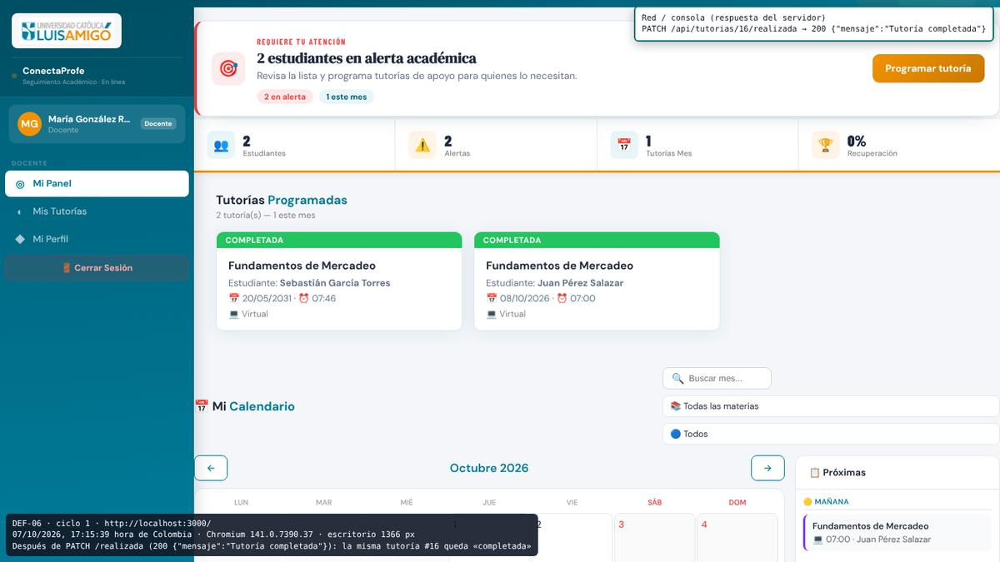 UNIVERSIDAD CATÓLICA
LUISAMIGÓ
ConectaProfe
Seguimiento Académico · En línea
MG
María González R...
Docente
Docente
DOCENTE
Mi Panel
Mis Tutorías
Mi Perfil
Cerrar Sesión
Red / consola (respuesta del servidor)
PATCH /api/tutorias/16/realizada → 200 {"mensaje":"Tutoría completada"}
REQUIERE TU ATENCIÓN
2 estudiantes en alerta académica
Revisa la lista y programa tutorías de apoyo para quienes lo necesitan.
2 en alerta
1 este mes
Programar tutoría
2
Estudiantes
2
Alertas
1
Tutorías Mes
0%
Recuperación
Tutorías Programadas
2 tutoría(s) — 1 este mes
COMPLETADA
Fundamentos de Mercadeo
Estudiante: Sebastián García Torres
20/05/2031 · 07:46
Virtual
COMPLETADA
Fundamentos de Mercadeo
Estudiante: Juan Pérez Salazar
08/10/2026 · 07:00
Virtual
Mi Calendario
Buscar mes...
Todas las materias
Todos
←
Octubre 2026
→
LUN MAR MIÉ JUE VIE SÁB DOM
1 2 3 4
Próximas
MAÑANA
Fundamentos de Mercadeo
07:00 · Juan Pérez Salazar
DEF-06 · ciclo 1 · http://localhost:3000/
07/10/2026, 17:15:39 hora de Colombia · Chromium 141.0.7390.37 · escritorio 1366 px
Después de PATCH /realizada (200 {"mensaje":"Tutoría completada"}): la misma tutoría #16 queda «completada»